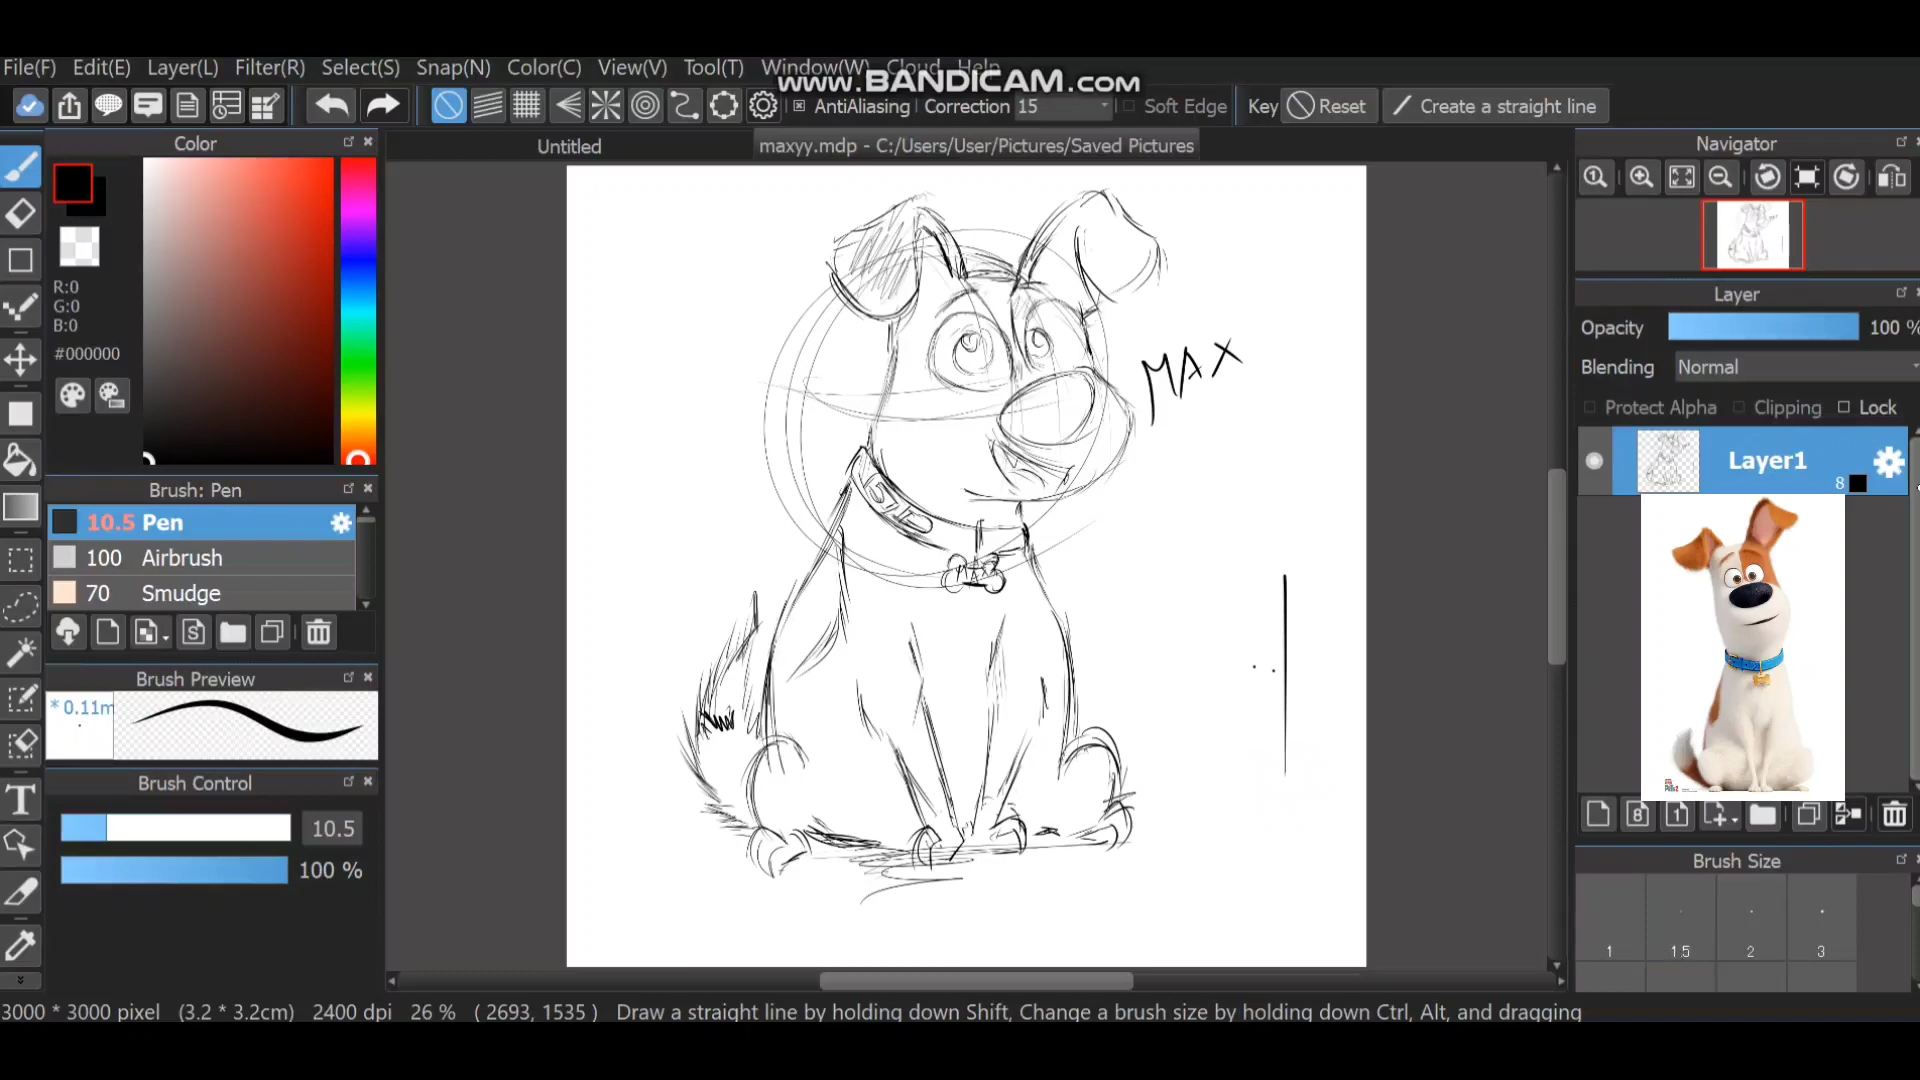 File(F) Edit(E) Layer(L) Filter(R) Select(S) Snap(N) Color(C) View(V) Tool(T) Window(W) Cloud Help
www.BANDICAM.com
AntiAliasing Correction 15 Soft Edge Key Reset Create a straight line
Color
Untitled
maxyy.mdp - C:/Users/User/Pictures/Saved Pictures
Navigator
R:0
G:0
B:0
#000000
Layer
Opacity 100 %
Blending Normal
Protect Alpha Clipping Lock
Layer1
8
MAX
MAX
Brush: Pen
10.5 Pen
100 Airbrush
70 Smudge
Brush Preview
* 0.11m
Brush Control
10.5
100 %
Brush Size
1 1.5 2 3
3000 * 3000 pixel (3.2 * 3.2cm) 2400 dpi 26 % ( 2693, 1535 ) Draw a straight line by holding down Shift, Change a brush size by holding down Ctrl, Alt, and dragging